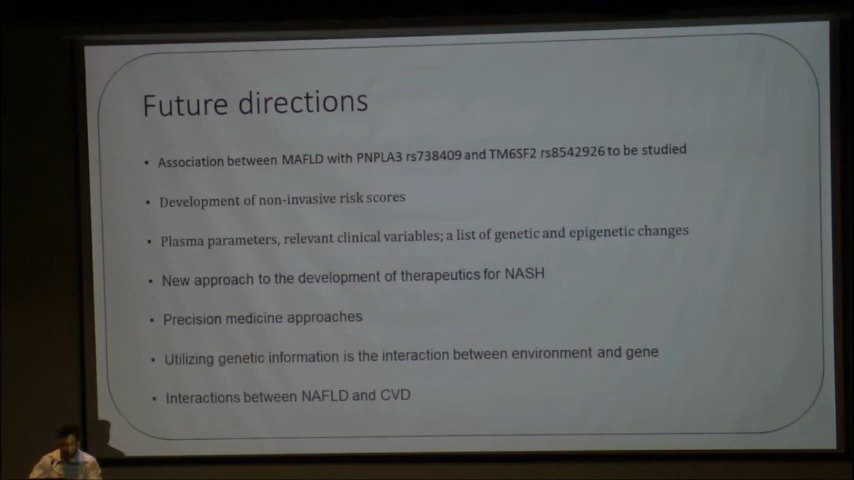 Future directions
• Association between MAFLD with PNPLA3 rs738409 and TM6SF2 rs8542926 to be studied
• Development of non-invasive risk scores
• Plasma parameters, relevant clinical variables; a list of genetic and epigenetic changes
• New approach to the development of therapeutics for NASH
• Precision medicine approaches
• Utilizing genetic information is the interaction between environment and gene
• Interactions between NAFLD and CVD